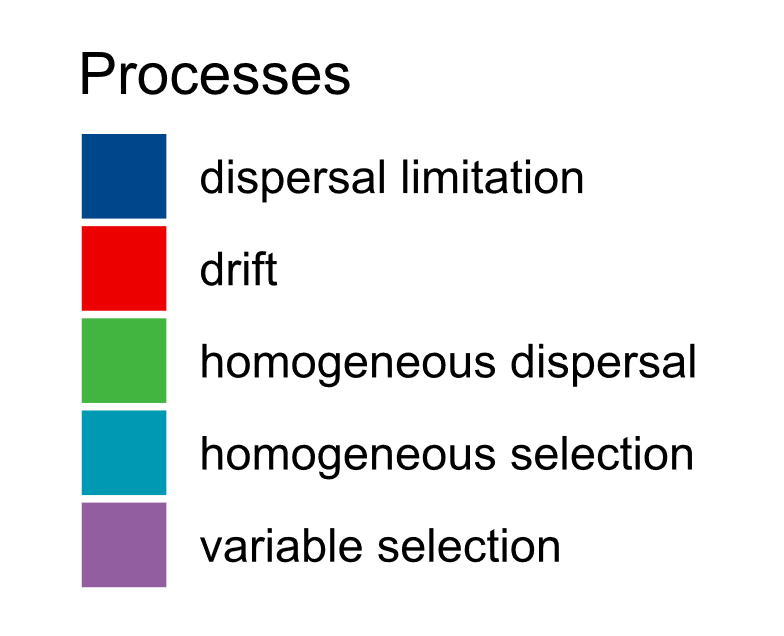 Processes
dispersal limitation
drift
homogeneous dispersal
homogeneous selection
variable selection